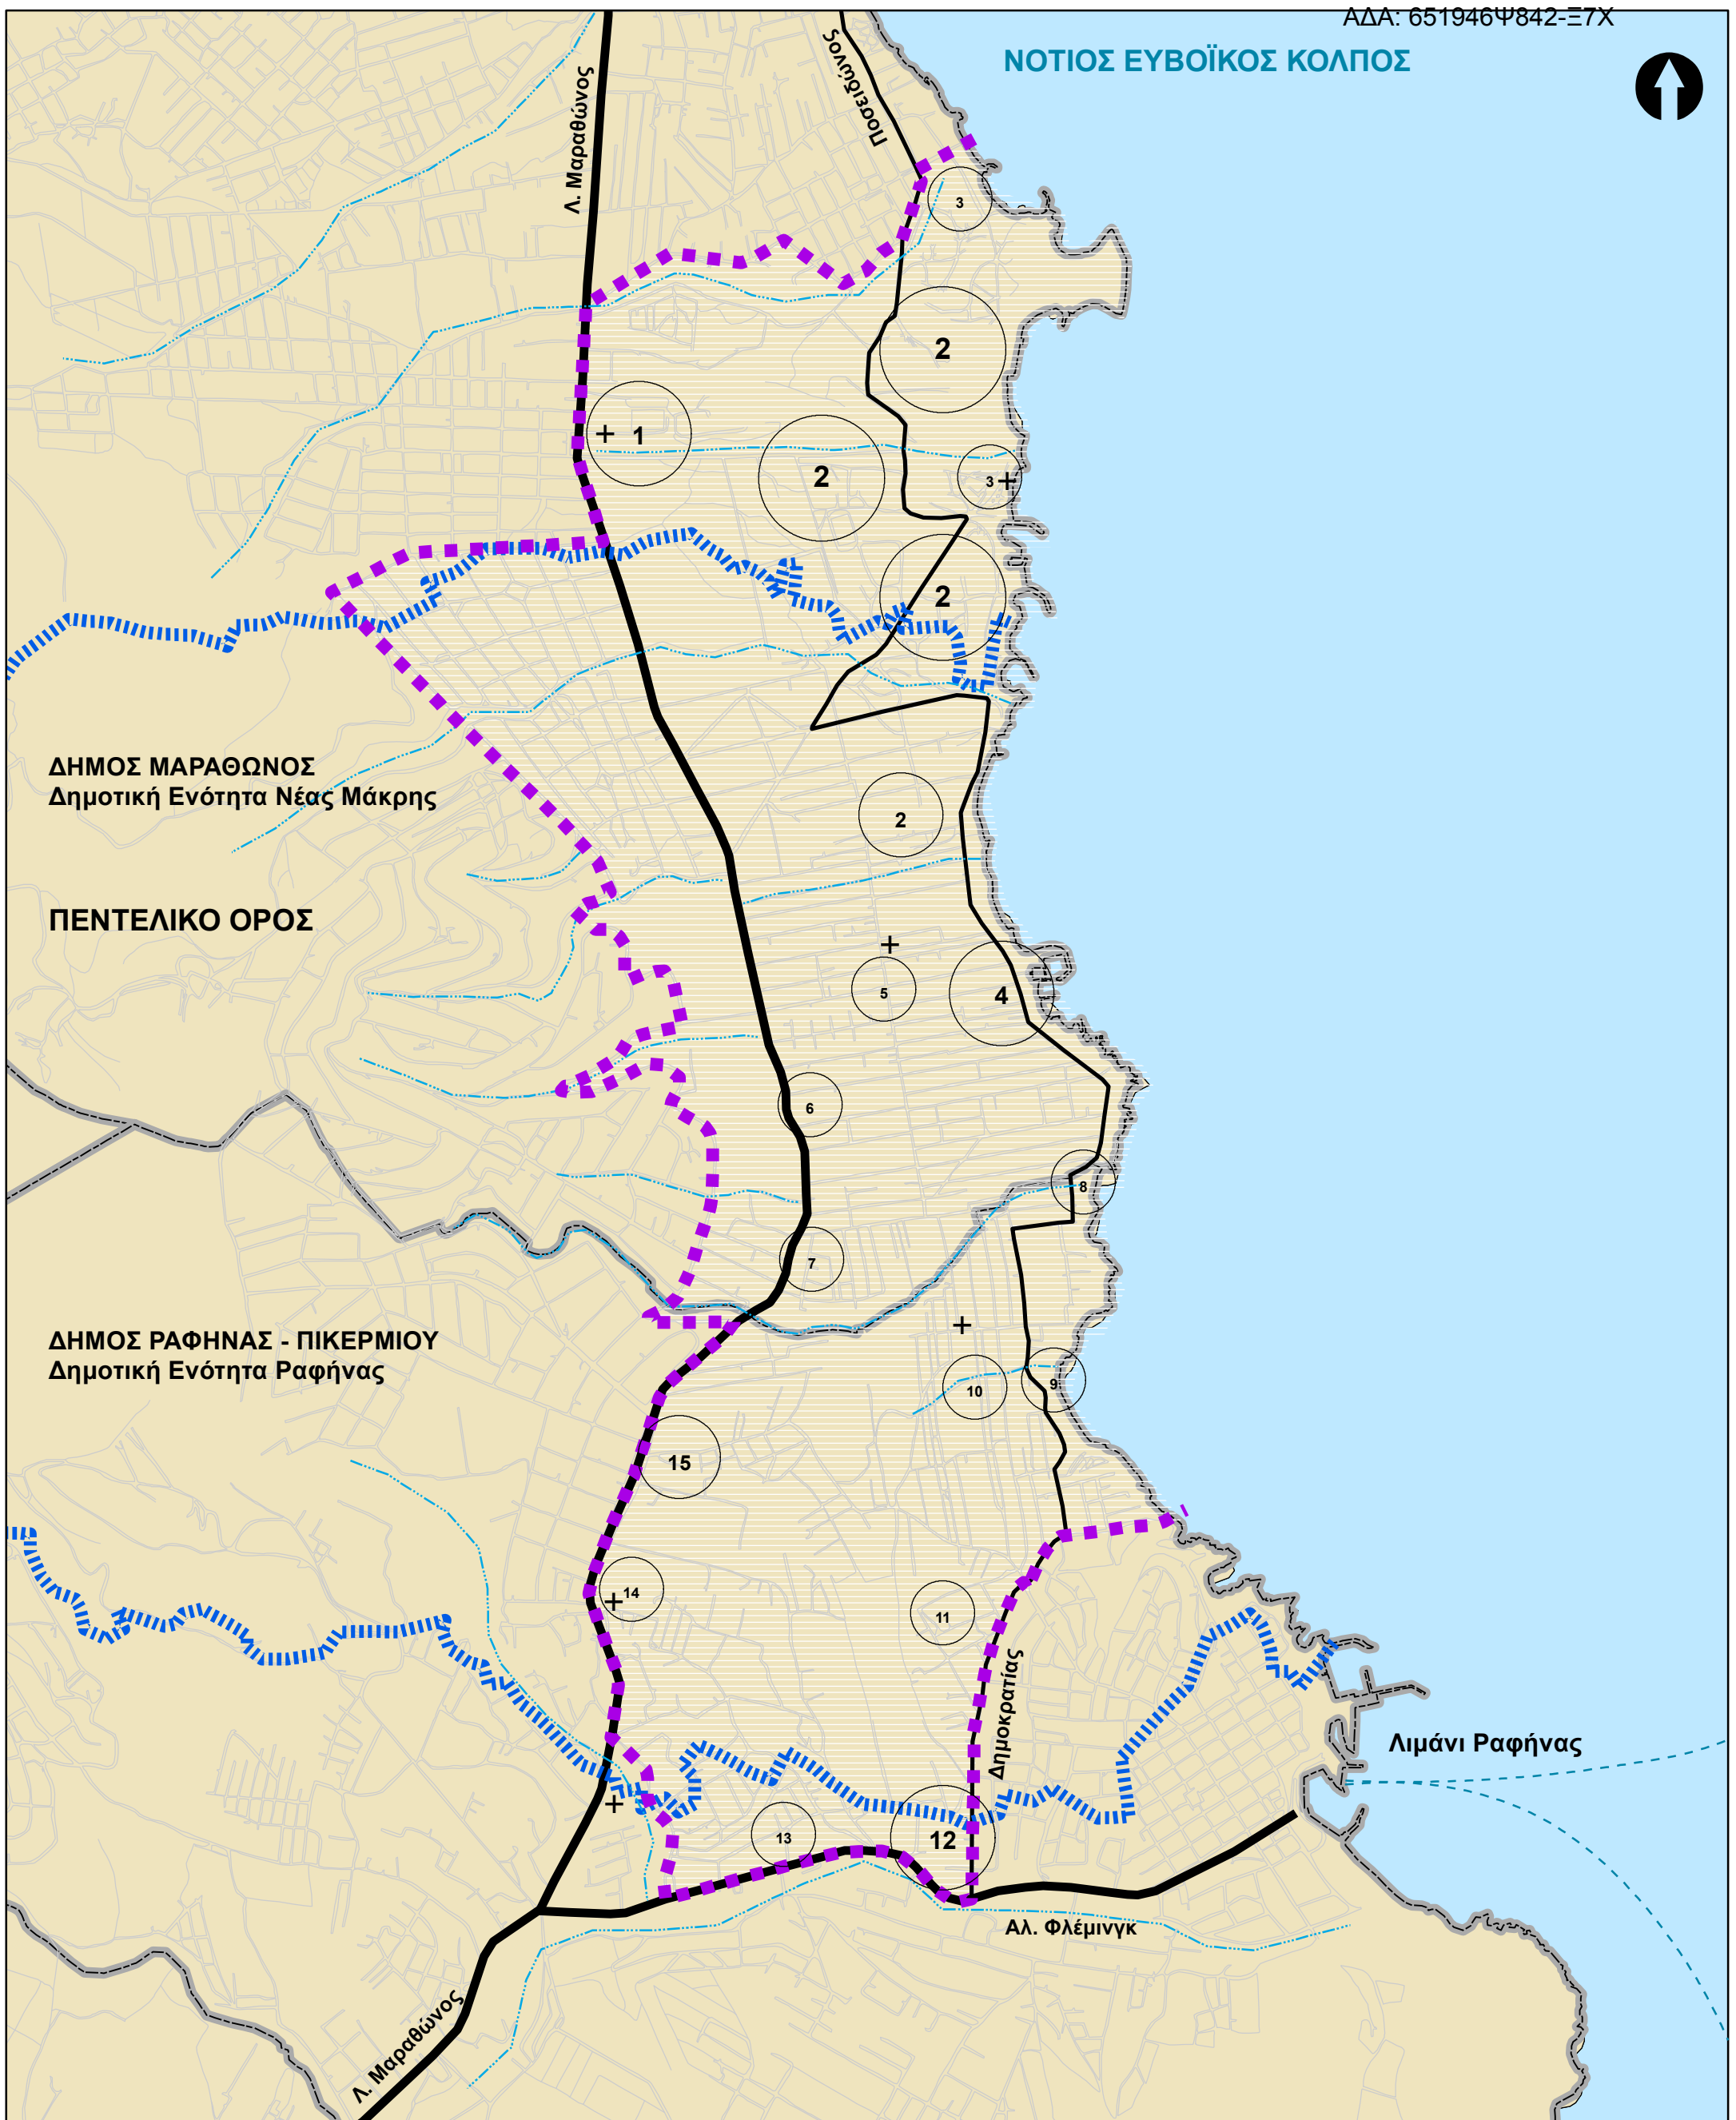 ΑΔΑ: 651946Ψ842-Ξ7Χ
ΝΟΤΙΟΣ ΕΥΒΟΪΚΟΣ ΚΟΛΠΟΣ
Λ. Μαραθώνος
Ποσειδώνος
3
2
1
2
3
2
ΔΗΜΟΣ ΜΑΡΑΘΩΝΟΣ
Δημοτική Ενότητα Νέας Μάκρης
2
ΠΕΝΤΕΛΙΚΟ ΟΡΟΣ
5
4
6
8
7
ΔΗΜΟΣ ΡΑΦΗΝΑΣ - ΠΙΚΕΡΜΙΟΥ
Δημοτική Ενότητα Ραφήνας
10
9
15
14
11
Δημοκρατίας
Λιμάνι Ραφήνας
13
12
Αλ. Φλέμινγκ
Λ. Μαραθώνος